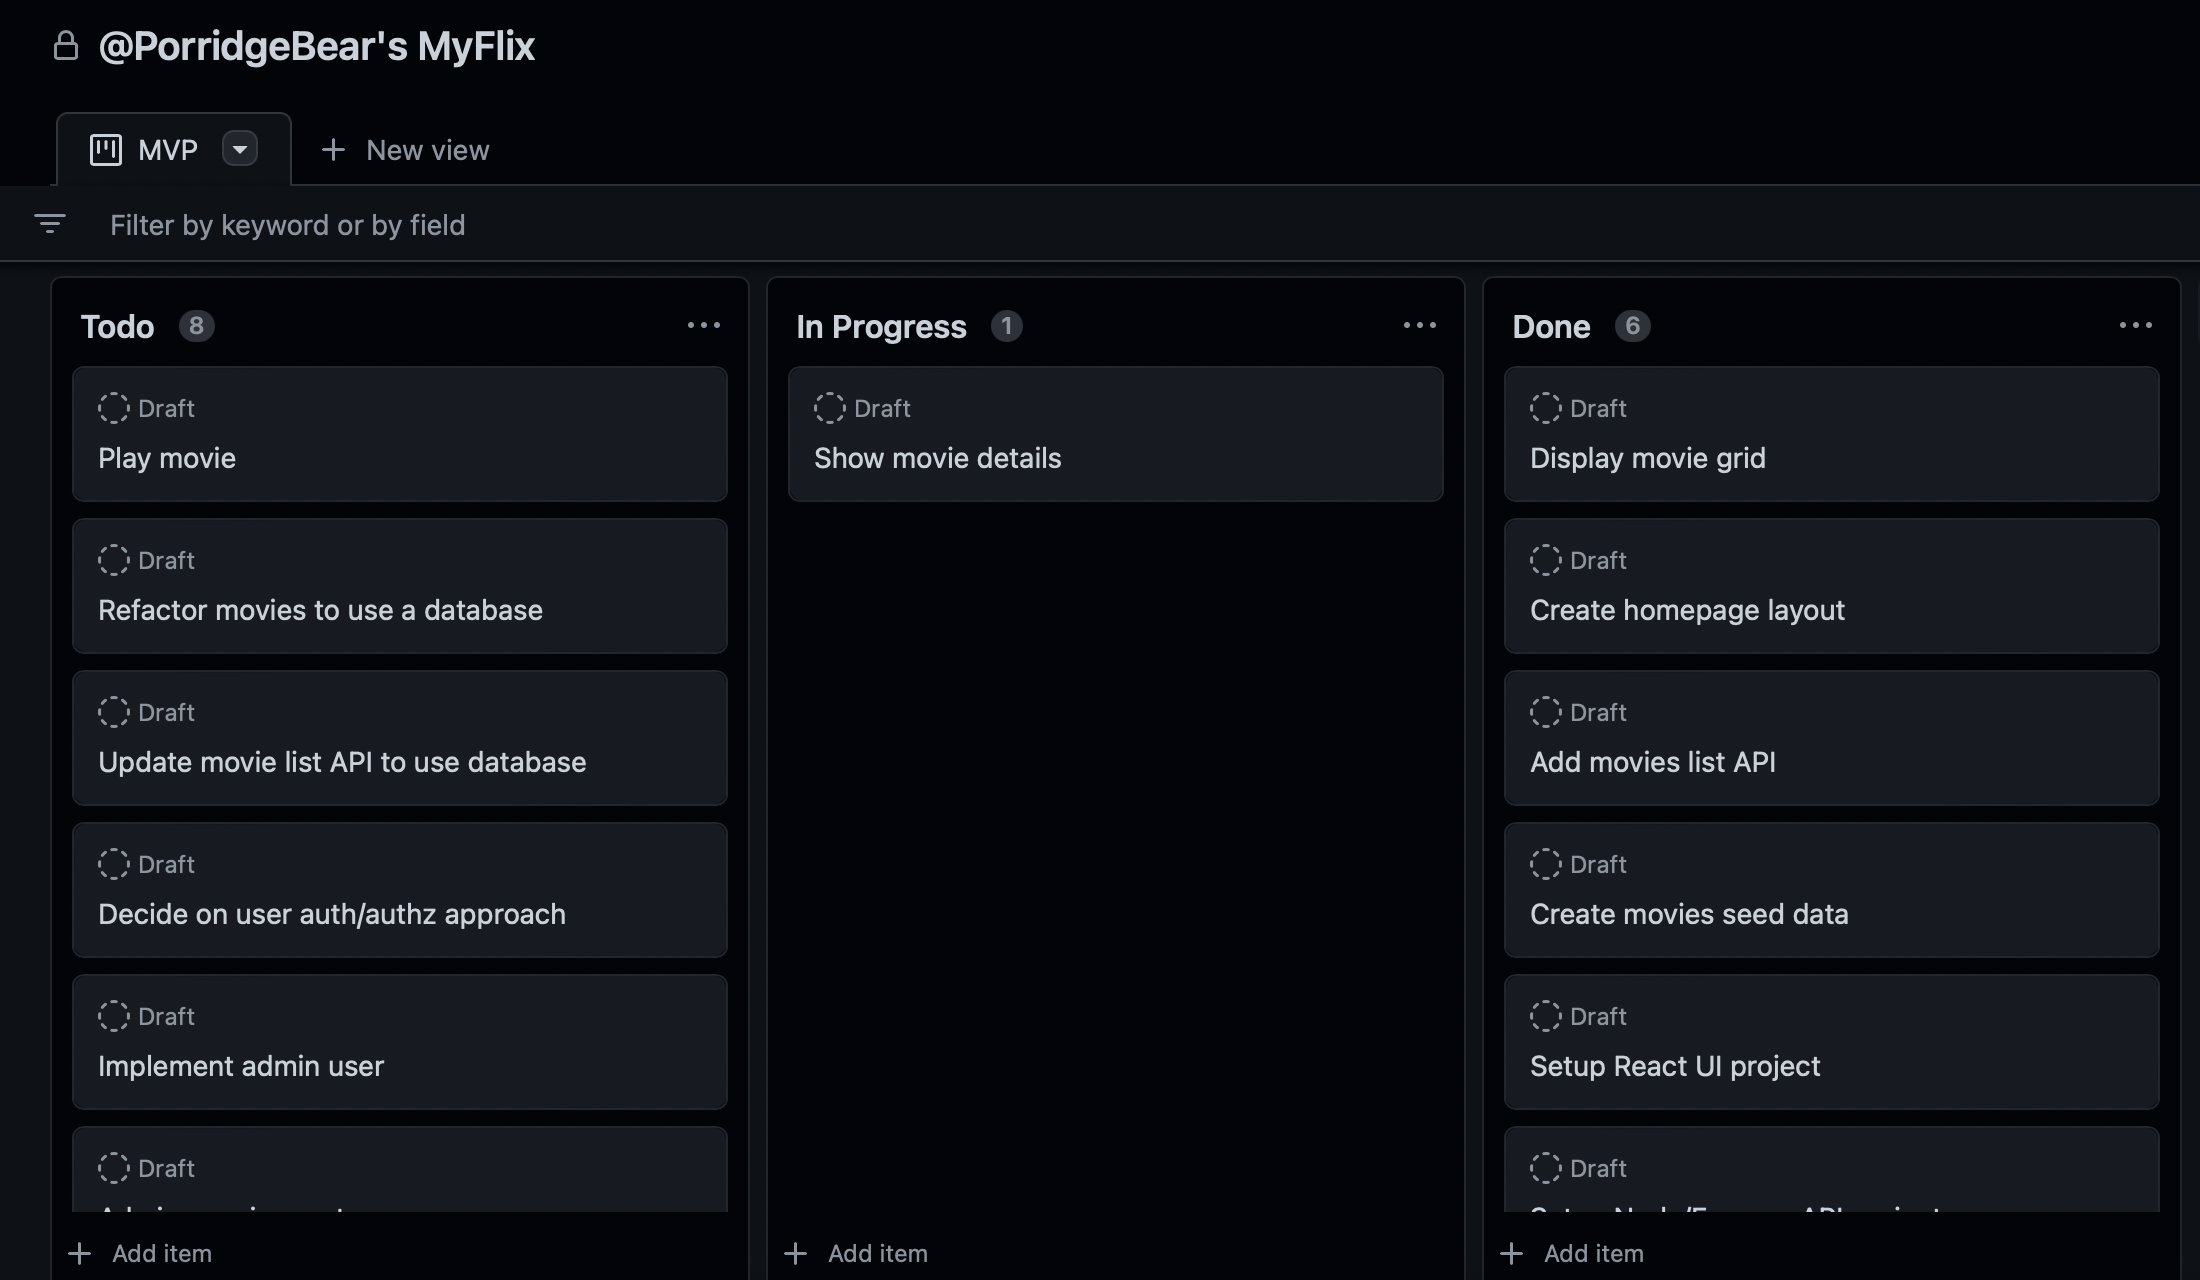 @PorridgeBear's MyFlix
MVP
New view
Filter by keyword or by field
Todo 8
Draft
Play movie
Draft
Refactor movies to use a database
Draft
Update movie list API to use database
Draft
Decide on user auth/authz approach
Draft
Implement admin user
Draft
Add item
In Progress 1
Draft
Show movie details
Add item
Done 6
Draft
Display movie grid
Draft
Create homepage layout
Draft
Add movies list API
Draft
Create movies seed data
Draft
Setup React UI project
Draft
Add item